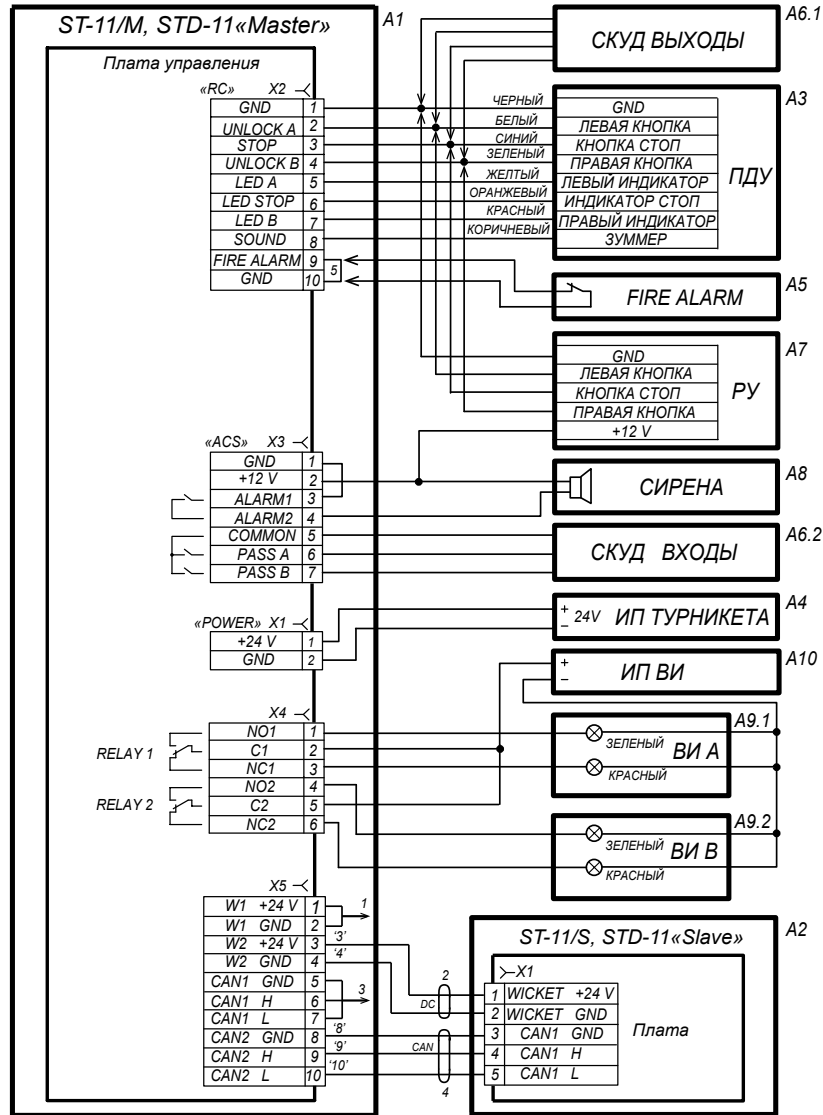 ST-11/M, STD-11«Master»
A1
Плата управления
«RC» X2
GND 1
UNLOCK A 2
STOP 3
UNLOCK B 4
LED A 5
LED STOP 6
LED B 7
SOUND 8
FIRE ALARM 9
GND 10
5
ЧЕРНЫЙ
БЕЛЫЙ
СИНИЙ
ЗЕЛЕНЫЙ
ЖЕЛТЫЙ
ОРАНЖЕВЫЙ
КРАСНЫЙ
КОРИЧНЕВЫЙ
СКУД ВЫХОДЫ
A6.1
A3
GND
ЛЕВАЯ КНОПКА
КНОПКА СТОП
ПРАВАЯ КНОПКА
ЛЕВЫЙ ИНДИКАТОР
ИНДИКАТОР СТОП
ПРАВЫЙ ИНДИКАТОР
ЗУММЕР
ПДУ
FIRE ALARM
A5
A7
GND
ЛЕВАЯ КНОПКА
КНОПКА СТОП
ПРАВАЯ КНОПКА
+12 V
РУ
«ACS» X3
GND 1
+12 V 2
ALARM1 3
ALARM2 4
COMMON 5
PASS A 6
PASS B 7
СИРЕНА
A8
СКУД ВХОДЫ
A6.2
«POWER» X1
+24 V 1
GND 2
+
– 24V ИП ТУРНИКЕТА
A4
+
–
ИП ВИ
A10
X4
NO1 1
C1 2
NC1 3
NO2 4
C2 5
NC2 6
RELAY 1
RELAY 2
A9.1
ЗЕЛЕНЫЙ
ВИ А
КРАСНЫЙ
A9.2
ЗЕЛЕНЫЙ
ВИ В
КРАСНЫЙ
X5
W1 +24 V 1
W1 GND 2
W2 +24 V 3
W2 GND 4
CAN1 GND 5
CAN1 H 6
CAN1 L 7
CAN2 GND 8
CAN2 H 9
CAN2 L 10
1
'3'
'4'
3
'8'
'9'
'10'
2
DC
CAN
4
ST-11/S, STD-11«Slave»
A2
X1
1 WICKET +24 V
2 WICKET GND
3 CAN1 GND
4 CAN1 H
5 CAN1 L
Плата